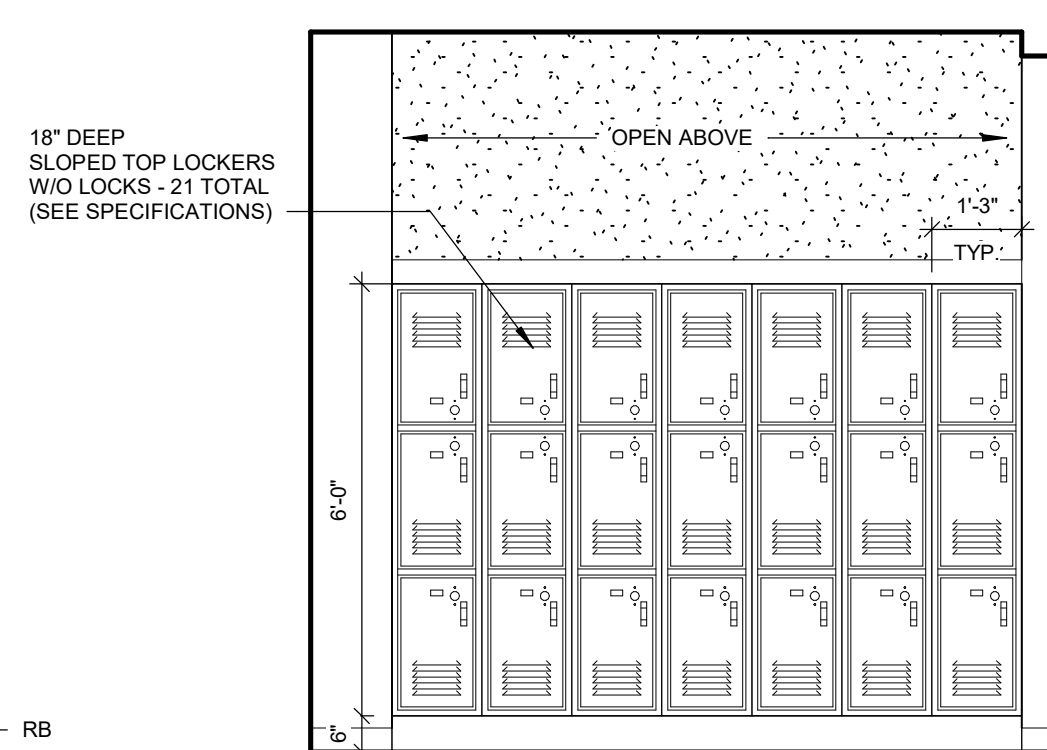 18" DEEP
SLOPED TOP LOCKERS
W/O LOCKS - 21 TOTAL
(SEE SPECIFICATIONS)
OPEN ABOVE
1'-3"
TYP.
6'-0"
6"
RB